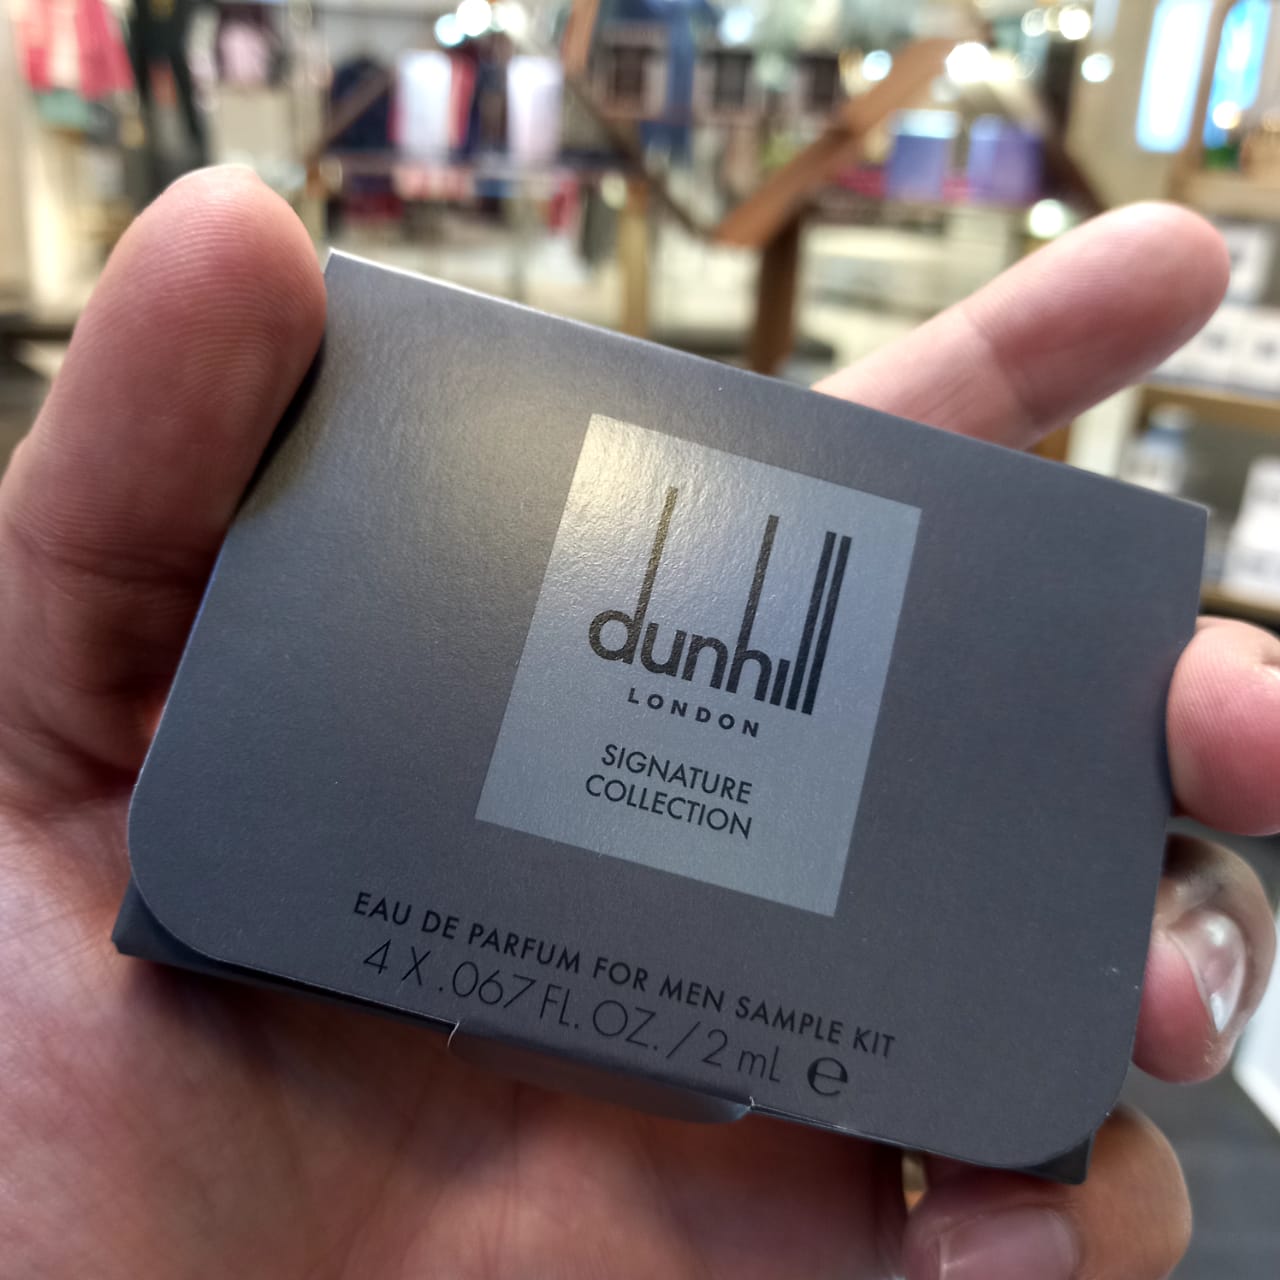 dunhill
LONDON
SIGNATURE
COLLECTION
EAU DE PARFUM FOR MEN SAMPLE KIT
4 X .067 FL. OZ. / 2 mL ℮